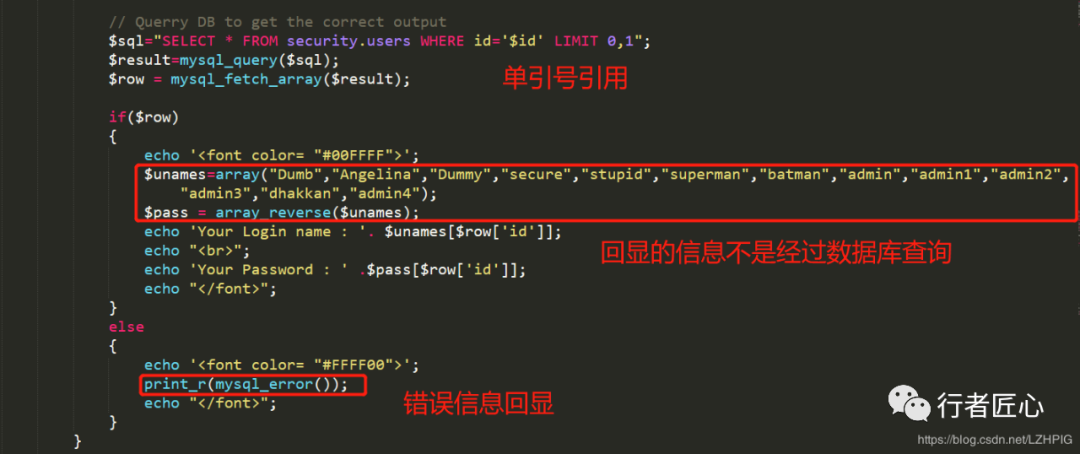 // Querry DB to get the correct output
$sql="SELECT * FROM security.users WHERE id='$id' LIMIT 0,1";
$result=mysql_query($sql);
$row = mysql_fetch_array($result);
单引号引用
if($row)
{
echo '<font color= "#00FFFF">';
$unames=array("Dumb","Angelina","Dummy","secure","stupid","superman","batman","admin","admin1","admin2",
"admin3","dhakkan","admin4");
$pass = array_reverse($unames);
echo 'Your Login name : '. $unames[$row['id']];
回显的信息不是经过数据库查询
echo "<br>";
echo 'Your Password : ' .$pass[$row['id']];
echo "</font>";
}
else
{
echo '<font color= "#FFFF00">';
print_r(mysql_error());
错误信息回显
echo "</font>";
}
}
行者匠心
https://blog.csdn.net/LZHPIG